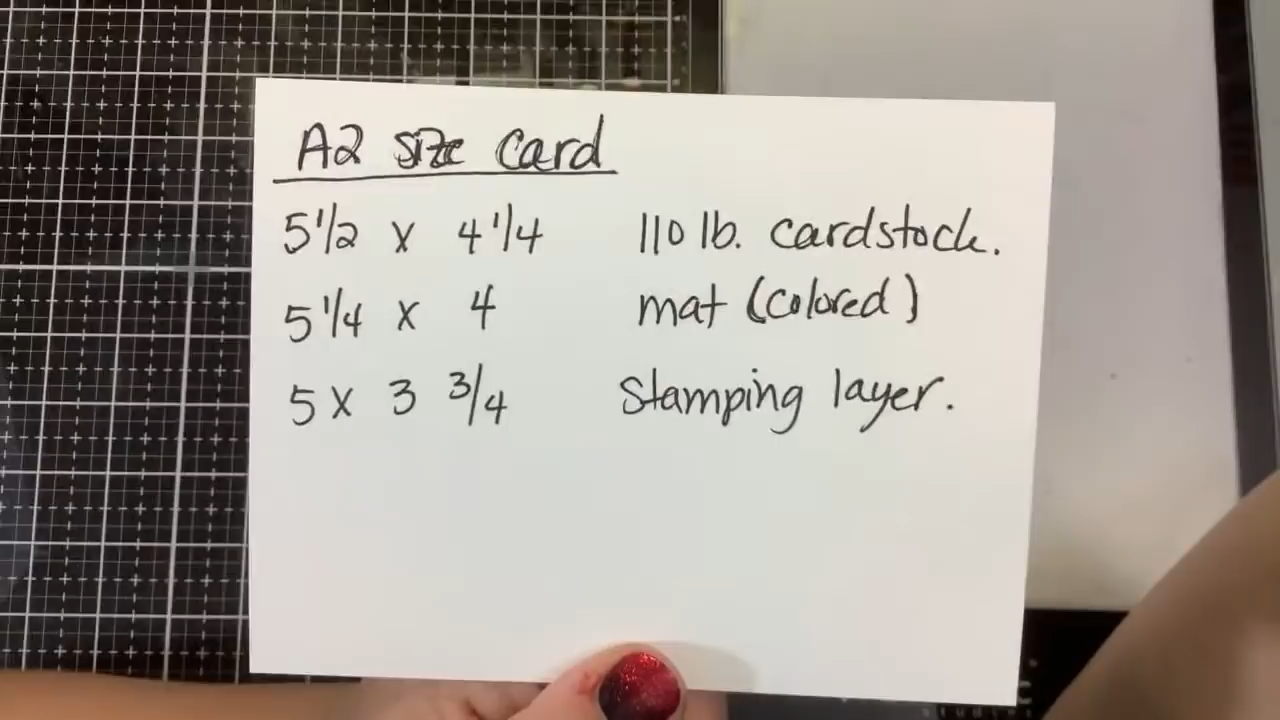 A2 size card
5 1/2 x 4 1/4 110 lb. cardstock.
5 1/4 x 4 mat (colored)
5 x 3 3/4 Stamping layer.